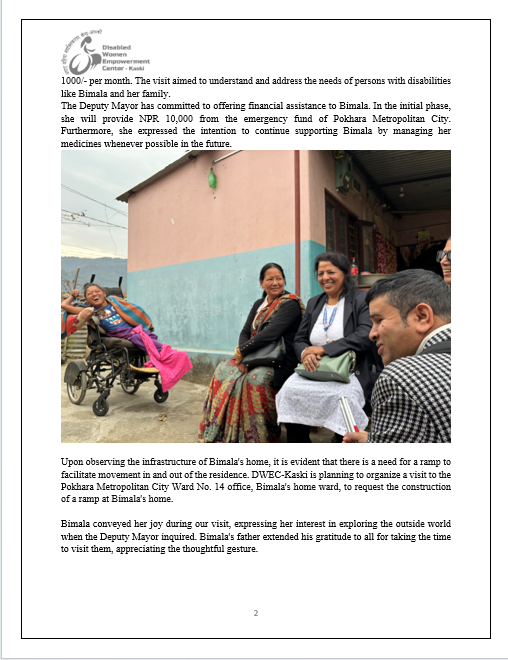 Disabled
Women
Empowerment
Center - Kaski
1000/- per month. The visit aimed to understand and address the needs of persons with disabilities
like Bimala and her family.
The Deputy Mayor has committed to offering financial assistance to Bimala. In the initial phase,
she will provide NPR 10,000 from the emergency fund of Pokhara Metropolitan City.
Furthermore, she expressed the intention to continue supporting Bimala by managing her
medicines whenever possible in the future.
Upon observing the infrastructure of Bimala's home, it is evident that there is a need for a ramp to
facilitate movement in and out of the residence. DWEC-Kaski is planning to organize a visit to the
Pokhara Metropolitan City Ward No. 14 office, Bimala's home ward, to request the construction
of a ramp at Bimala's home.
Bimala conveyed her joy during our visit, expressing her interest in exploring the outside world
when the Deputy Mayor inquired. Bimala's father extended his gratitude to all for taking the time
to visit them, appreciating the thoughtful gesture.
2